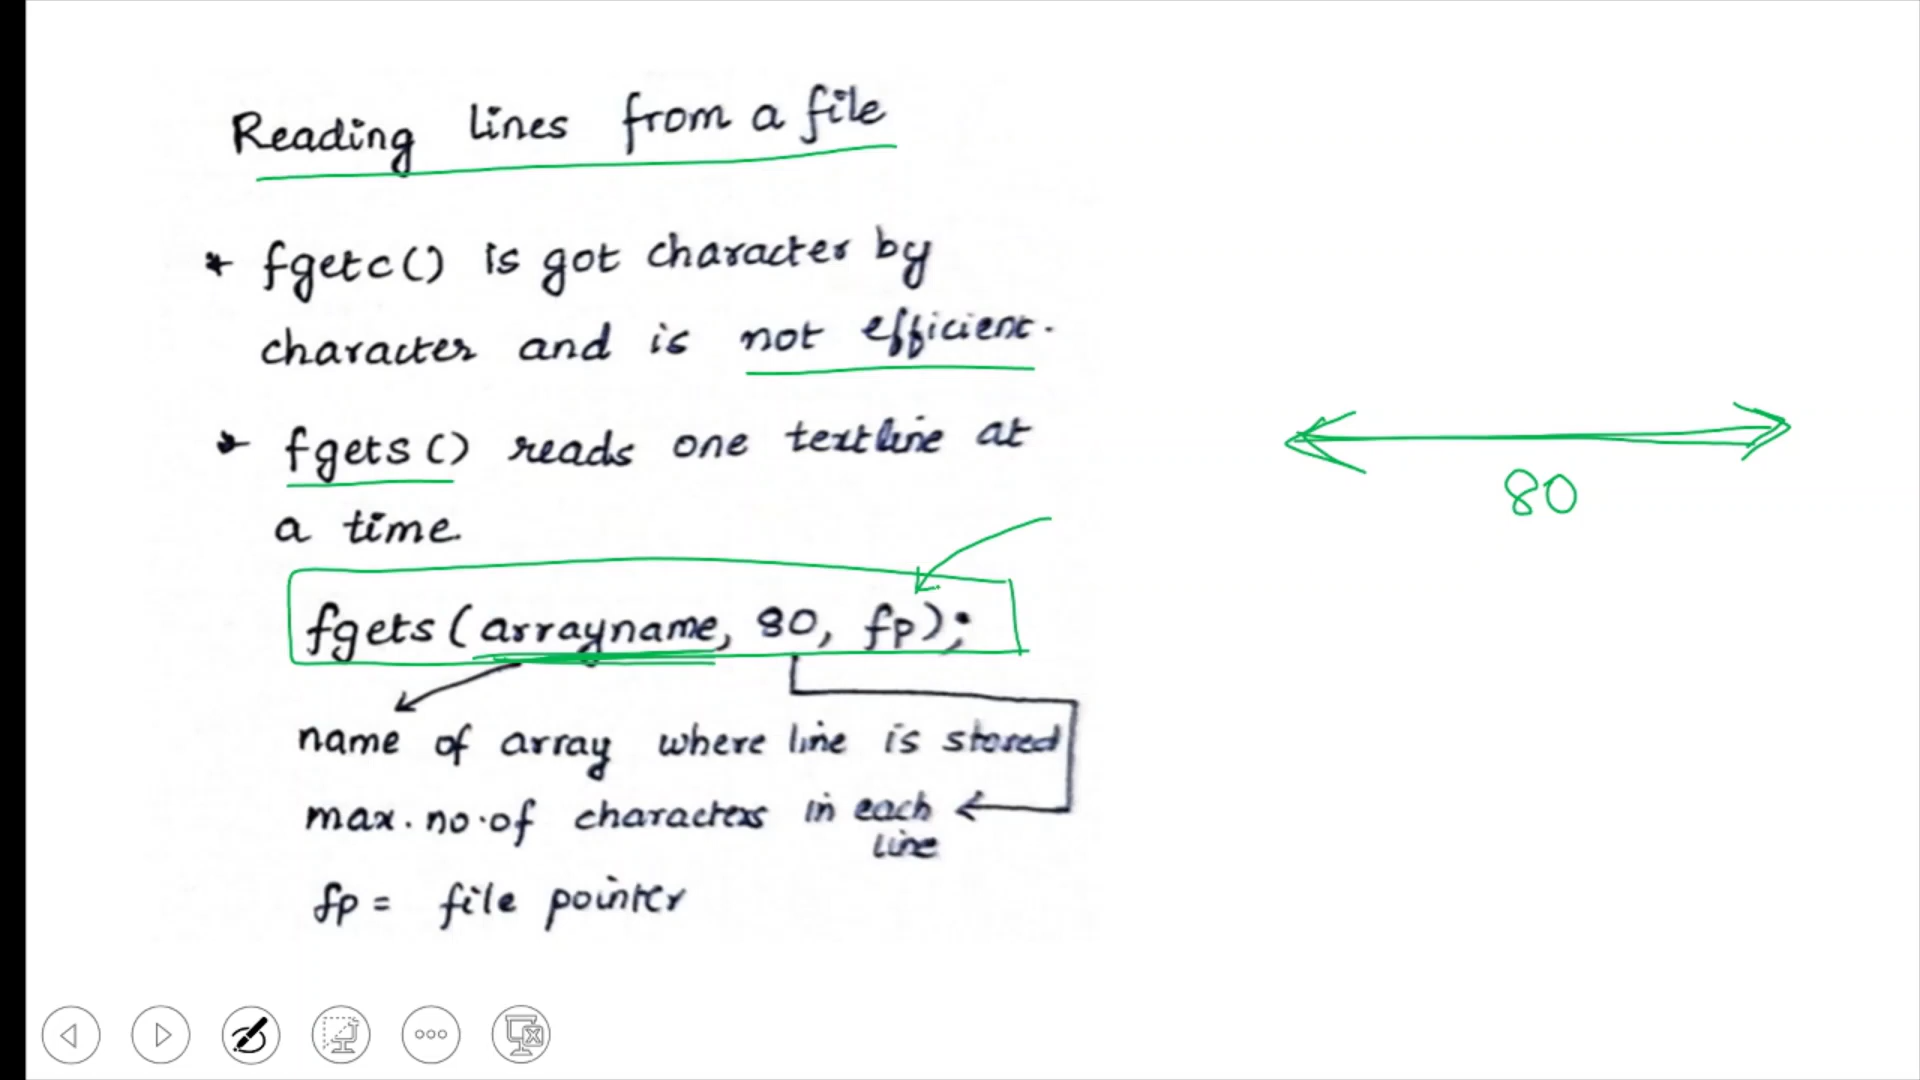 Reading lines from a file
* fgetc() is got character by
character and is not efficient.
* fgets() reads one textline at
a time.
fgets(arrayname, 80, fp);
name of array where line is stored
max. no. of characters in each
line
fp = file pointer
80